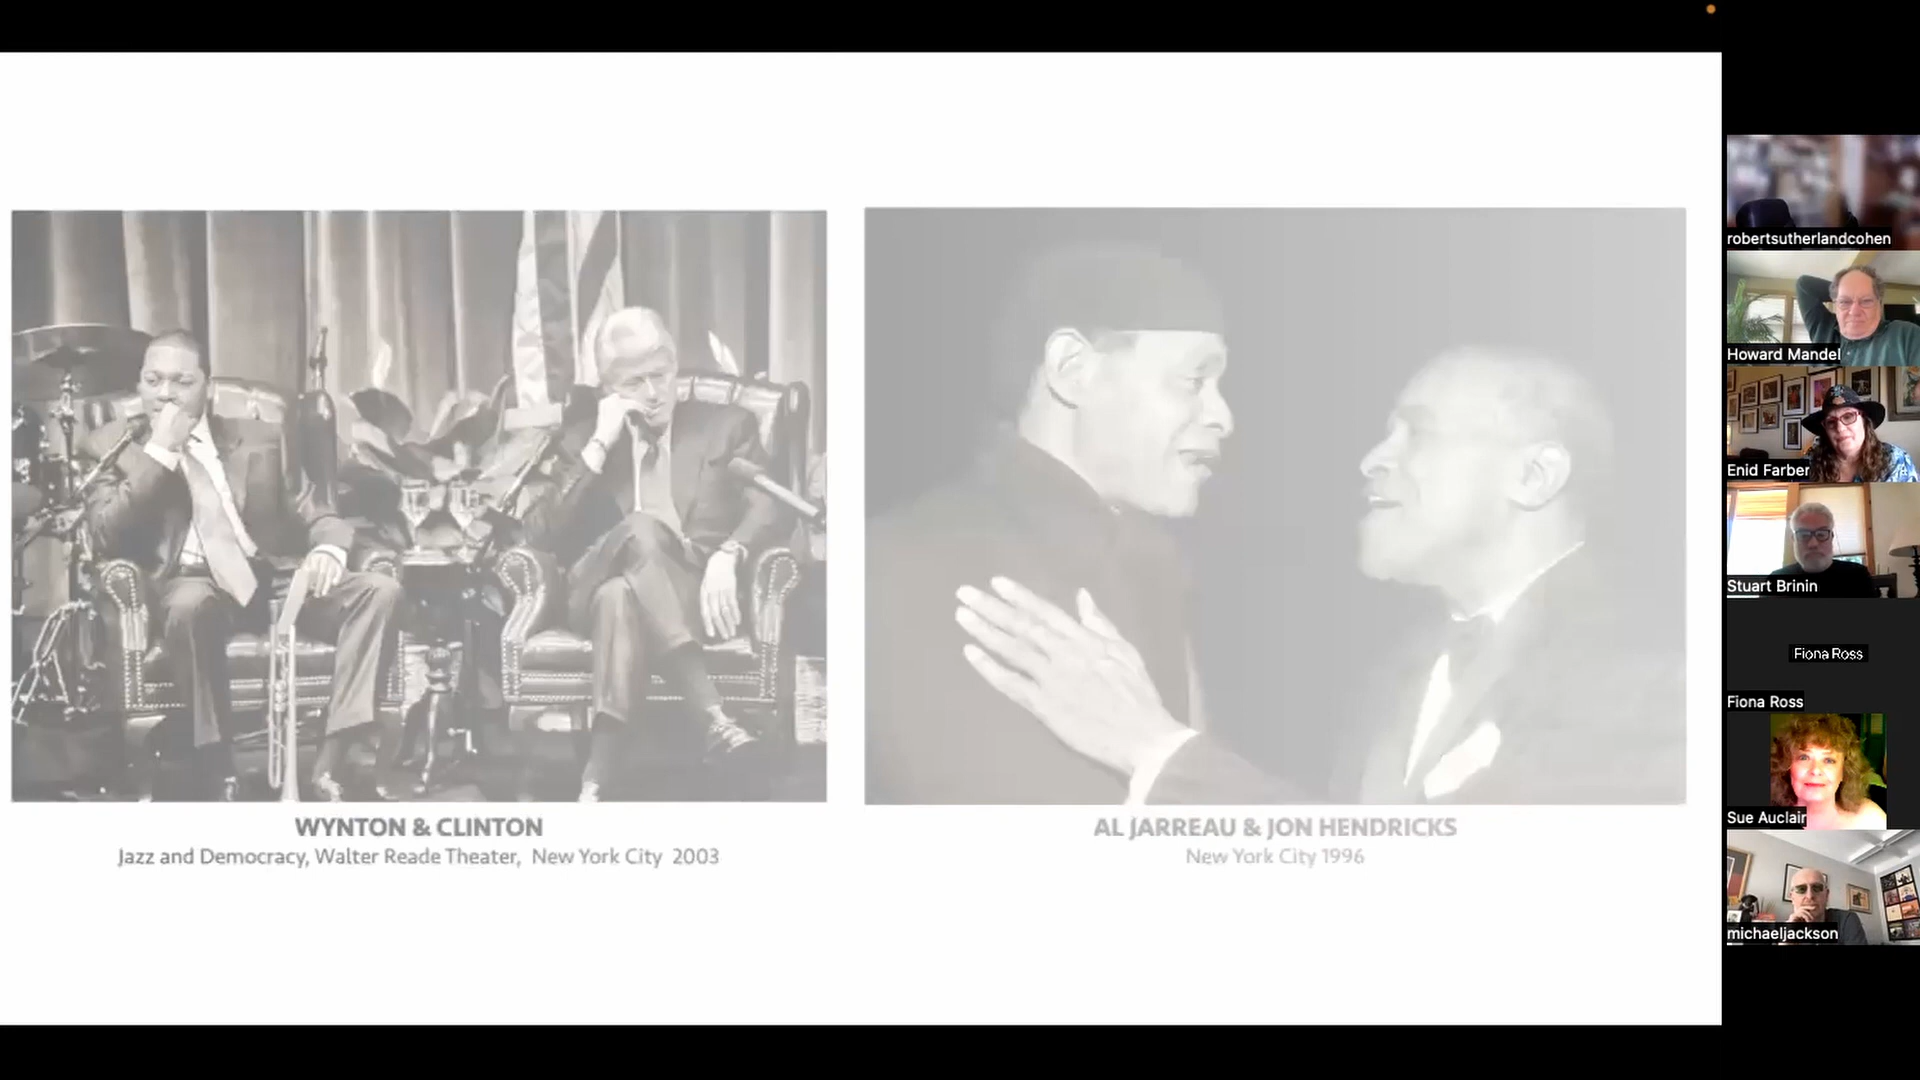 WYNTON & CLINTON
Jazz and Democracy, Walter Reade Theater, New York City 2003
AL JARREAU & JON HENDRICKS
New York City 1996
robertsutherlandcohen
Howard Mandel
Enid Farber
Stuart Brinin
Fiona Ross
Fiona Ross
Sue Auclair
michaeljackson